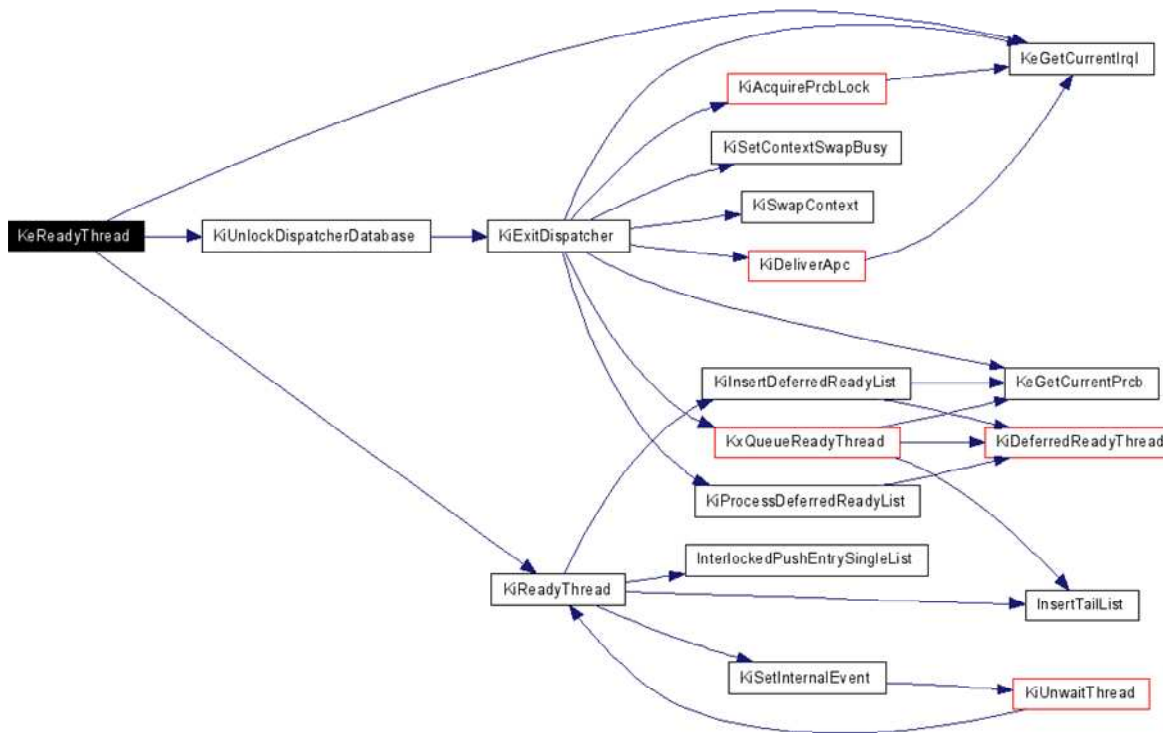 KeGetCurrentIrql
KiAcquirePrcbLock
KiSetContextSwapBusy
KiSwapContext
KeReadyThread
KiUnlockDispatcherDatabase
KiExitDispatcher
KiDeliverApc
KiInsertDeferredReadyList
KeGetCurrentPrcb
KxQueueReadyThread
KiDeferredReadyThread
KiProcessDeferredReadyList
InterlockedPushEntrySingleList
KiReadyThread
InsertTailList
KiSetInternalEvent
KiUnwaitThread